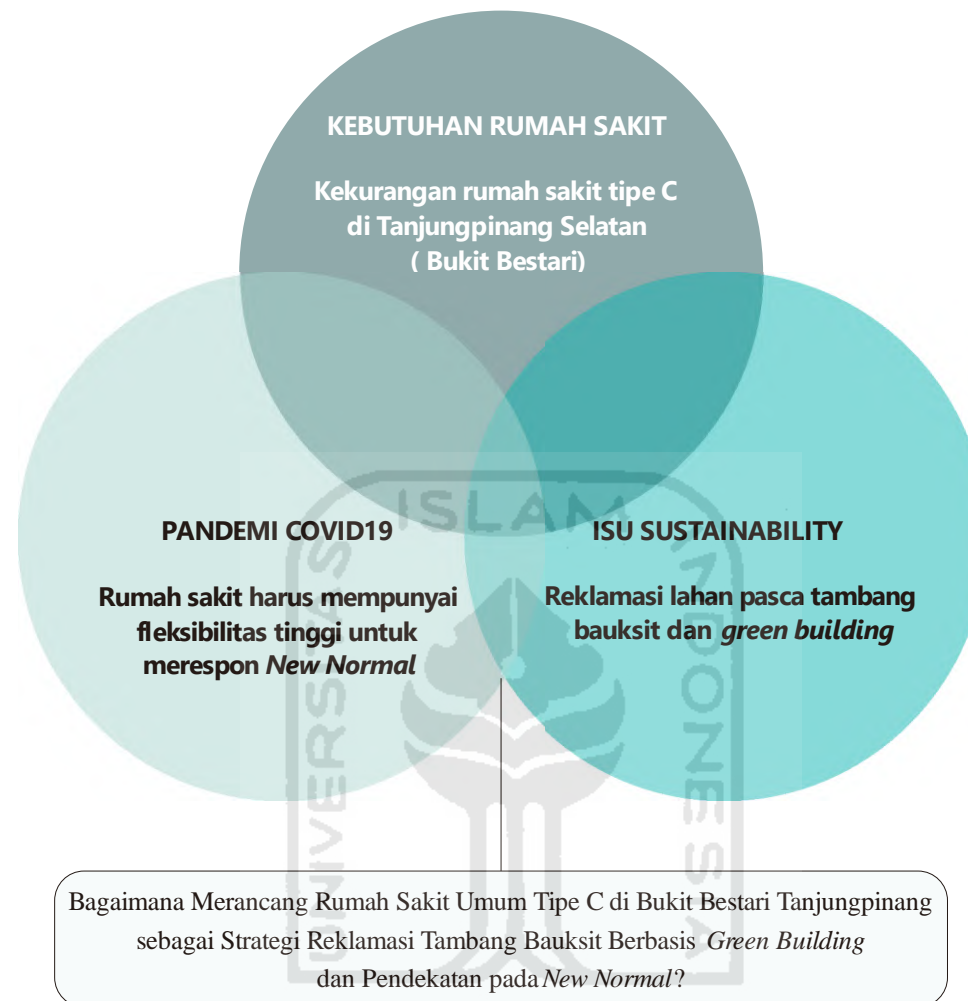 KEBUTUHAN RUMAH SAKIT
Kekurangan rumah sakit tipe C
di Tanjungpinang Selatan
( Bukit Bestari)
PANDEMI COVID19
Rumah sakit harus mempunyai
fleksibilitas tinggi untuk
merespon New Normal
ISU SUSTAINABILITY
Reklamasi lahan pasca tambang
bauksit dan green building
UNIVERSITAS
ISLAM
INDONESIA
Bagaimana Merancang Rumah Sakit Umum Tipe C di Bukit Bestari Tanjungpinang
sebagai Strategi Reklamasi Tambang Bauksit Berbasis Green Building
dan Pendekatan pada New Normal?